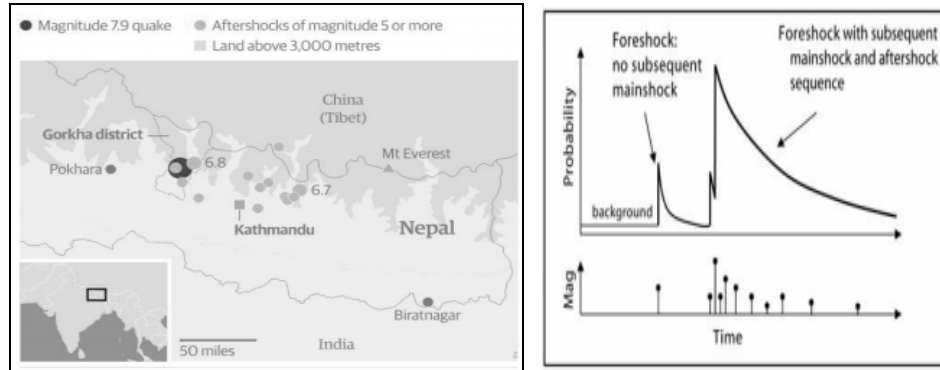 Magnitude 7.9 quake
Aftershocks of magnitude 5 or more
Land above 3,000 metres
China
(Tibet)
Gorkha district
6.8
Mt Everest
Pokhara
6.7
Kathmandu
Nepal
Biratnagar
50 miles
India
Foreshock:
no subsequent
mainshock
Foreshock with subsequent
mainshock and aftershock
sequence
Probability
background
Mag
Time